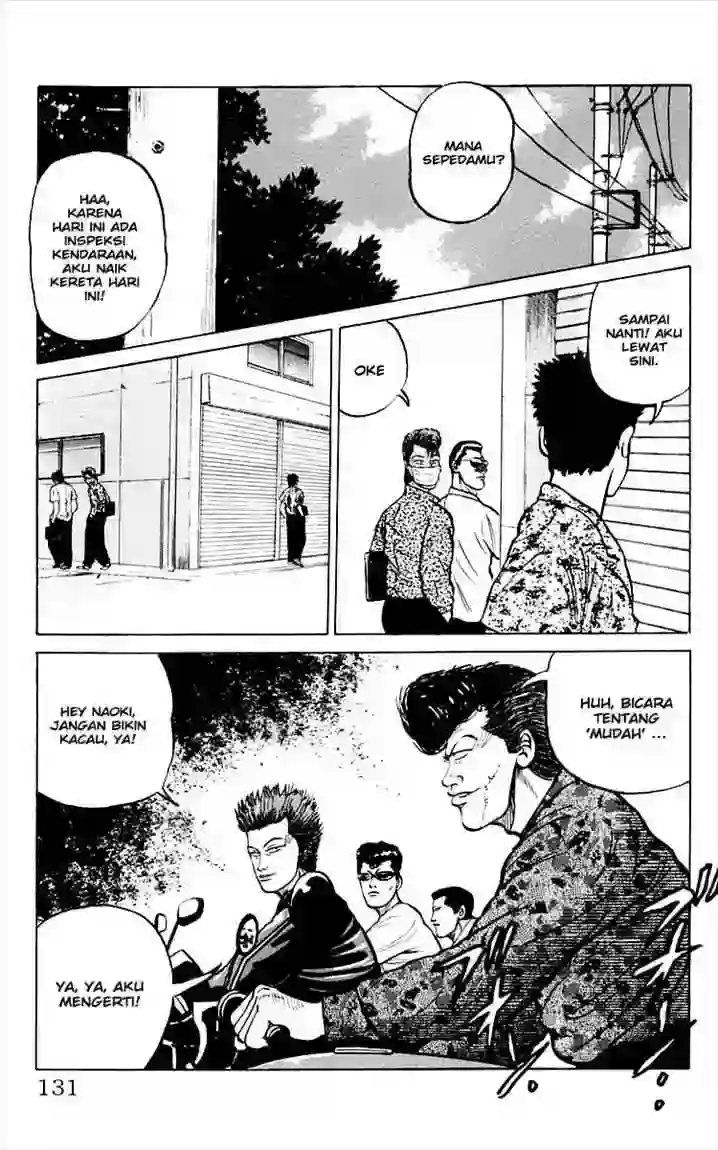 MANA
SEPEDAMU?
HAA,
KARENA
HARI INI ADA
INSPEKSI
KENDARAAN,
AKU NAIK
KERETA HARI
INI!
SAMPAI
NANTI! AKU
LEWAT
SINI.
OKE
HUH, BICARA
TENTANG
'MUDAH' ...
HEY NAOKI,
JANGAN BIKIN
KACAU, YA!
YA, YA, AKU
MENGERTI!
131